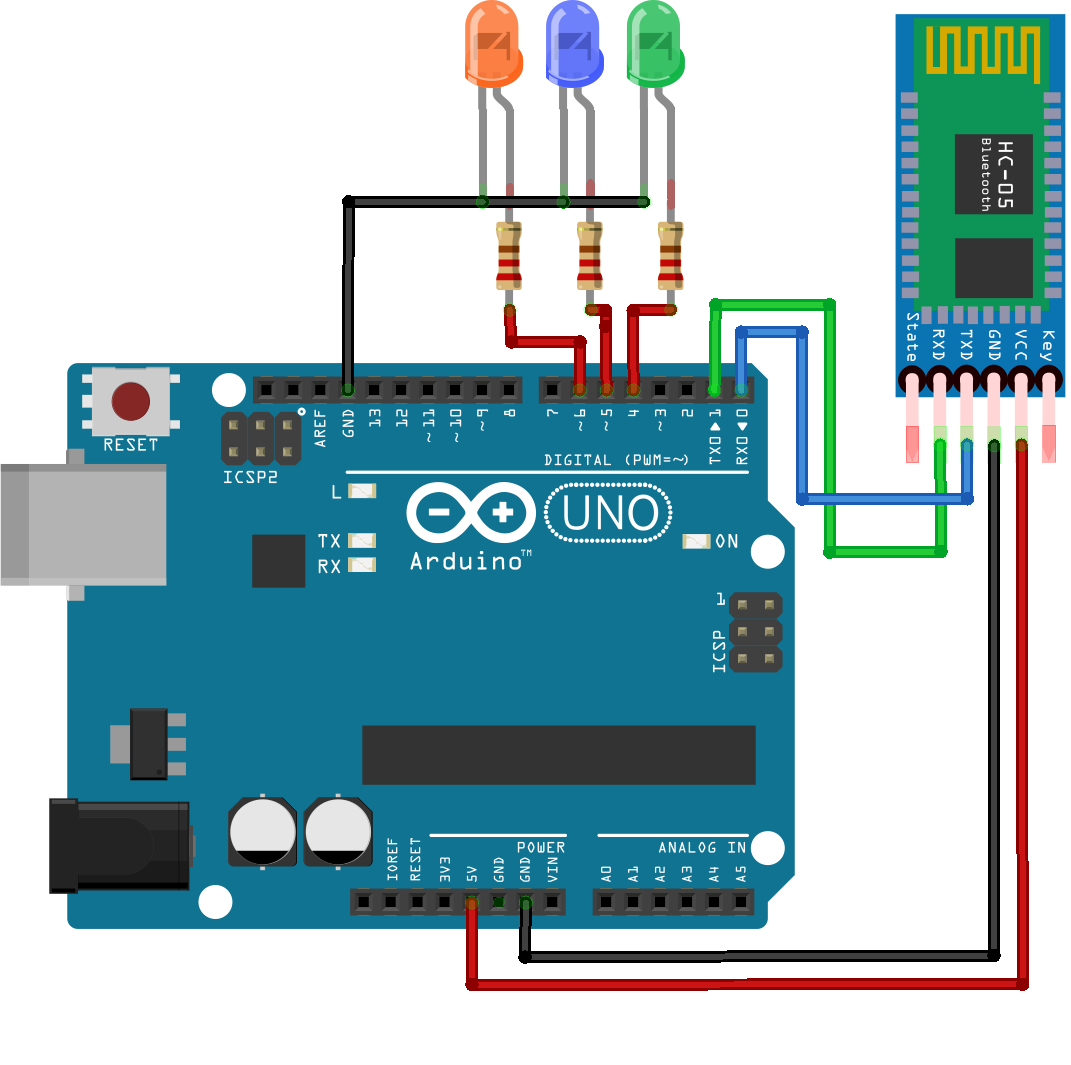 HC-05
Bluetooth
State
RXD
TXD
GND
VCC
Key
RESET
ICSP2
AREF
GND
13
12
~11
~10
~9
8
7
~6
~5
4
~3
2
TX0▶1
RX0◀0
DIGITAL (PWM=~)
L
TX
RX
Arduino™
UNO
ON
1
ICSP
IOREF
RESET
3V3
5V
GND
GND
VIN
POWER
ANALOG IN
A0
A1
A2
A3
A4
A5